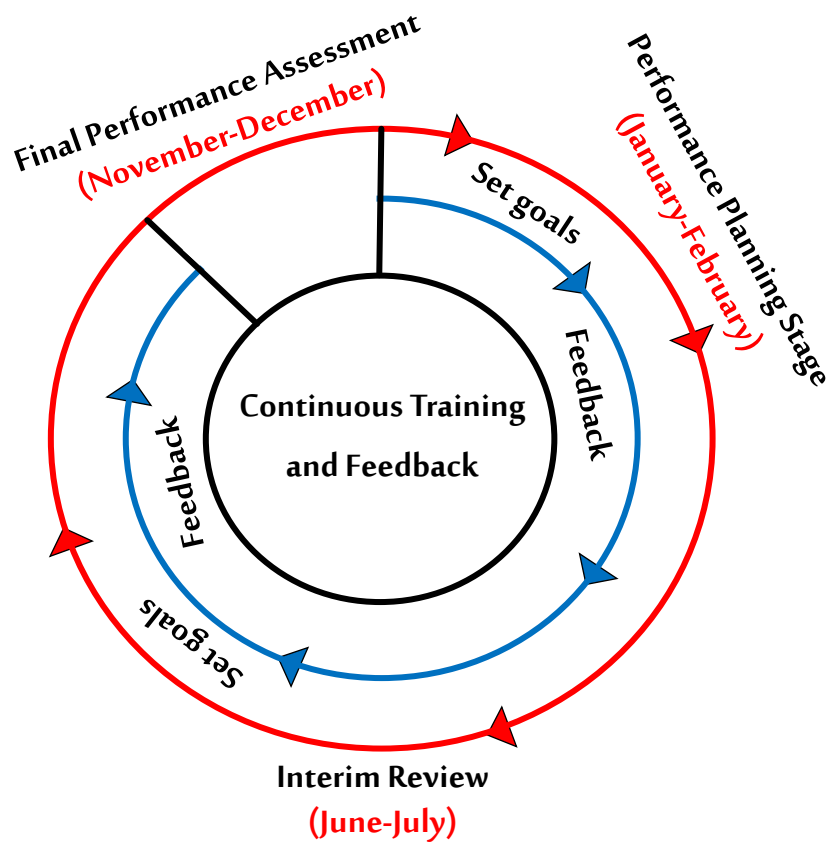 Final Performance Assessment
(November-December)
Performance Planning Stage
(January-February)
Set goals
Feedback
Continuous Training
and Feedback
Feedback
Set goals
Interim Review
(June-July)